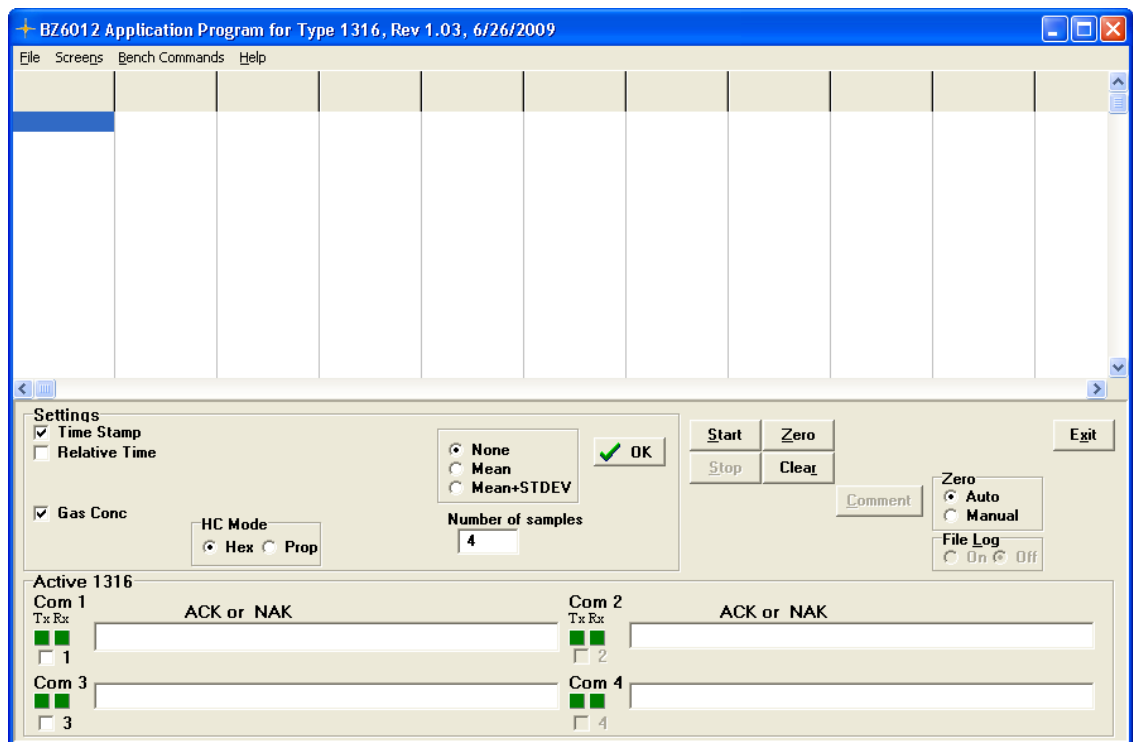 BZ6012 Application Program for Type 1316, Rev 1.03, 6/26/2009
File Screens Bench Commands Help
Settings
Time Stamp
Relative Time
Gas Conc
HC Mode
Hex Prop
None
Mean
Mean+STDEV
OK
Number of samples
4
Start Zero
Stop Clear
Comment
Exit
Zero
Auto
Manual
File Log
On Off
Active 1316
Com 1 ACK or NAK
Tx Rx
1
Com 2 ACK or NAK
Tx Rx
2
Com 3
3
Com 4
4